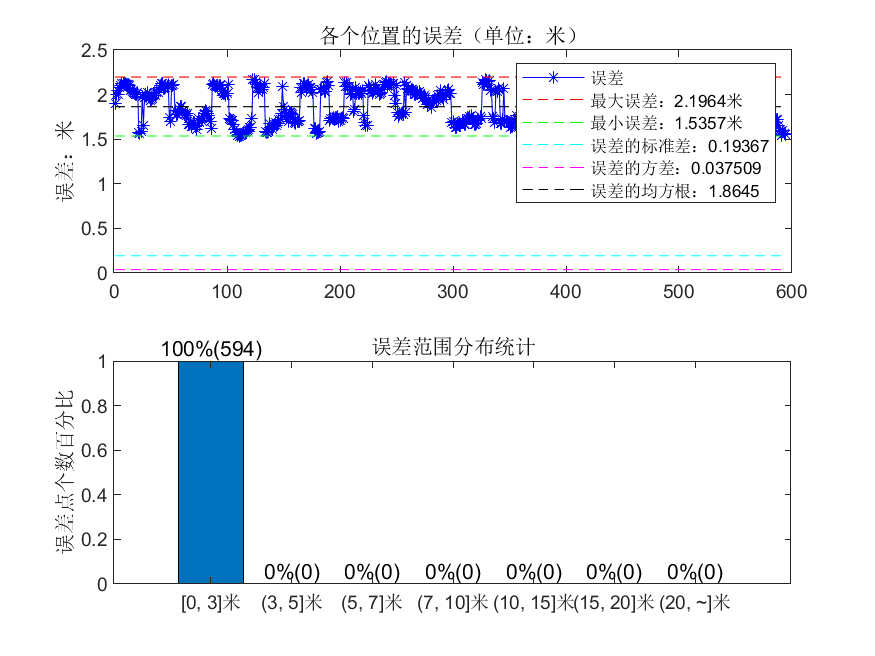 各个位置的误差（单位：米）
2.5
2
1.5
1
0.5
0
误差：米
误差
最大误差：2.1964米
最小误差：1.5357米
误差的标准差：0.19367
误差的方差：0.037509
误差的均方根：1.8645
0 100 200 300 400 500 600
误差范围分布统计
1
0.8
0.6
0.4
0.2
0
误差点个数百分比
100%(594) 0%(0) 0%(0) 0%(0) 0%(0) 0%(0) 0%(0)
[0, 3]米 (3, 5]米 (5, 7]米 (7, 10]米 (10, 15]米 (15, 20]米 (20, ~]米